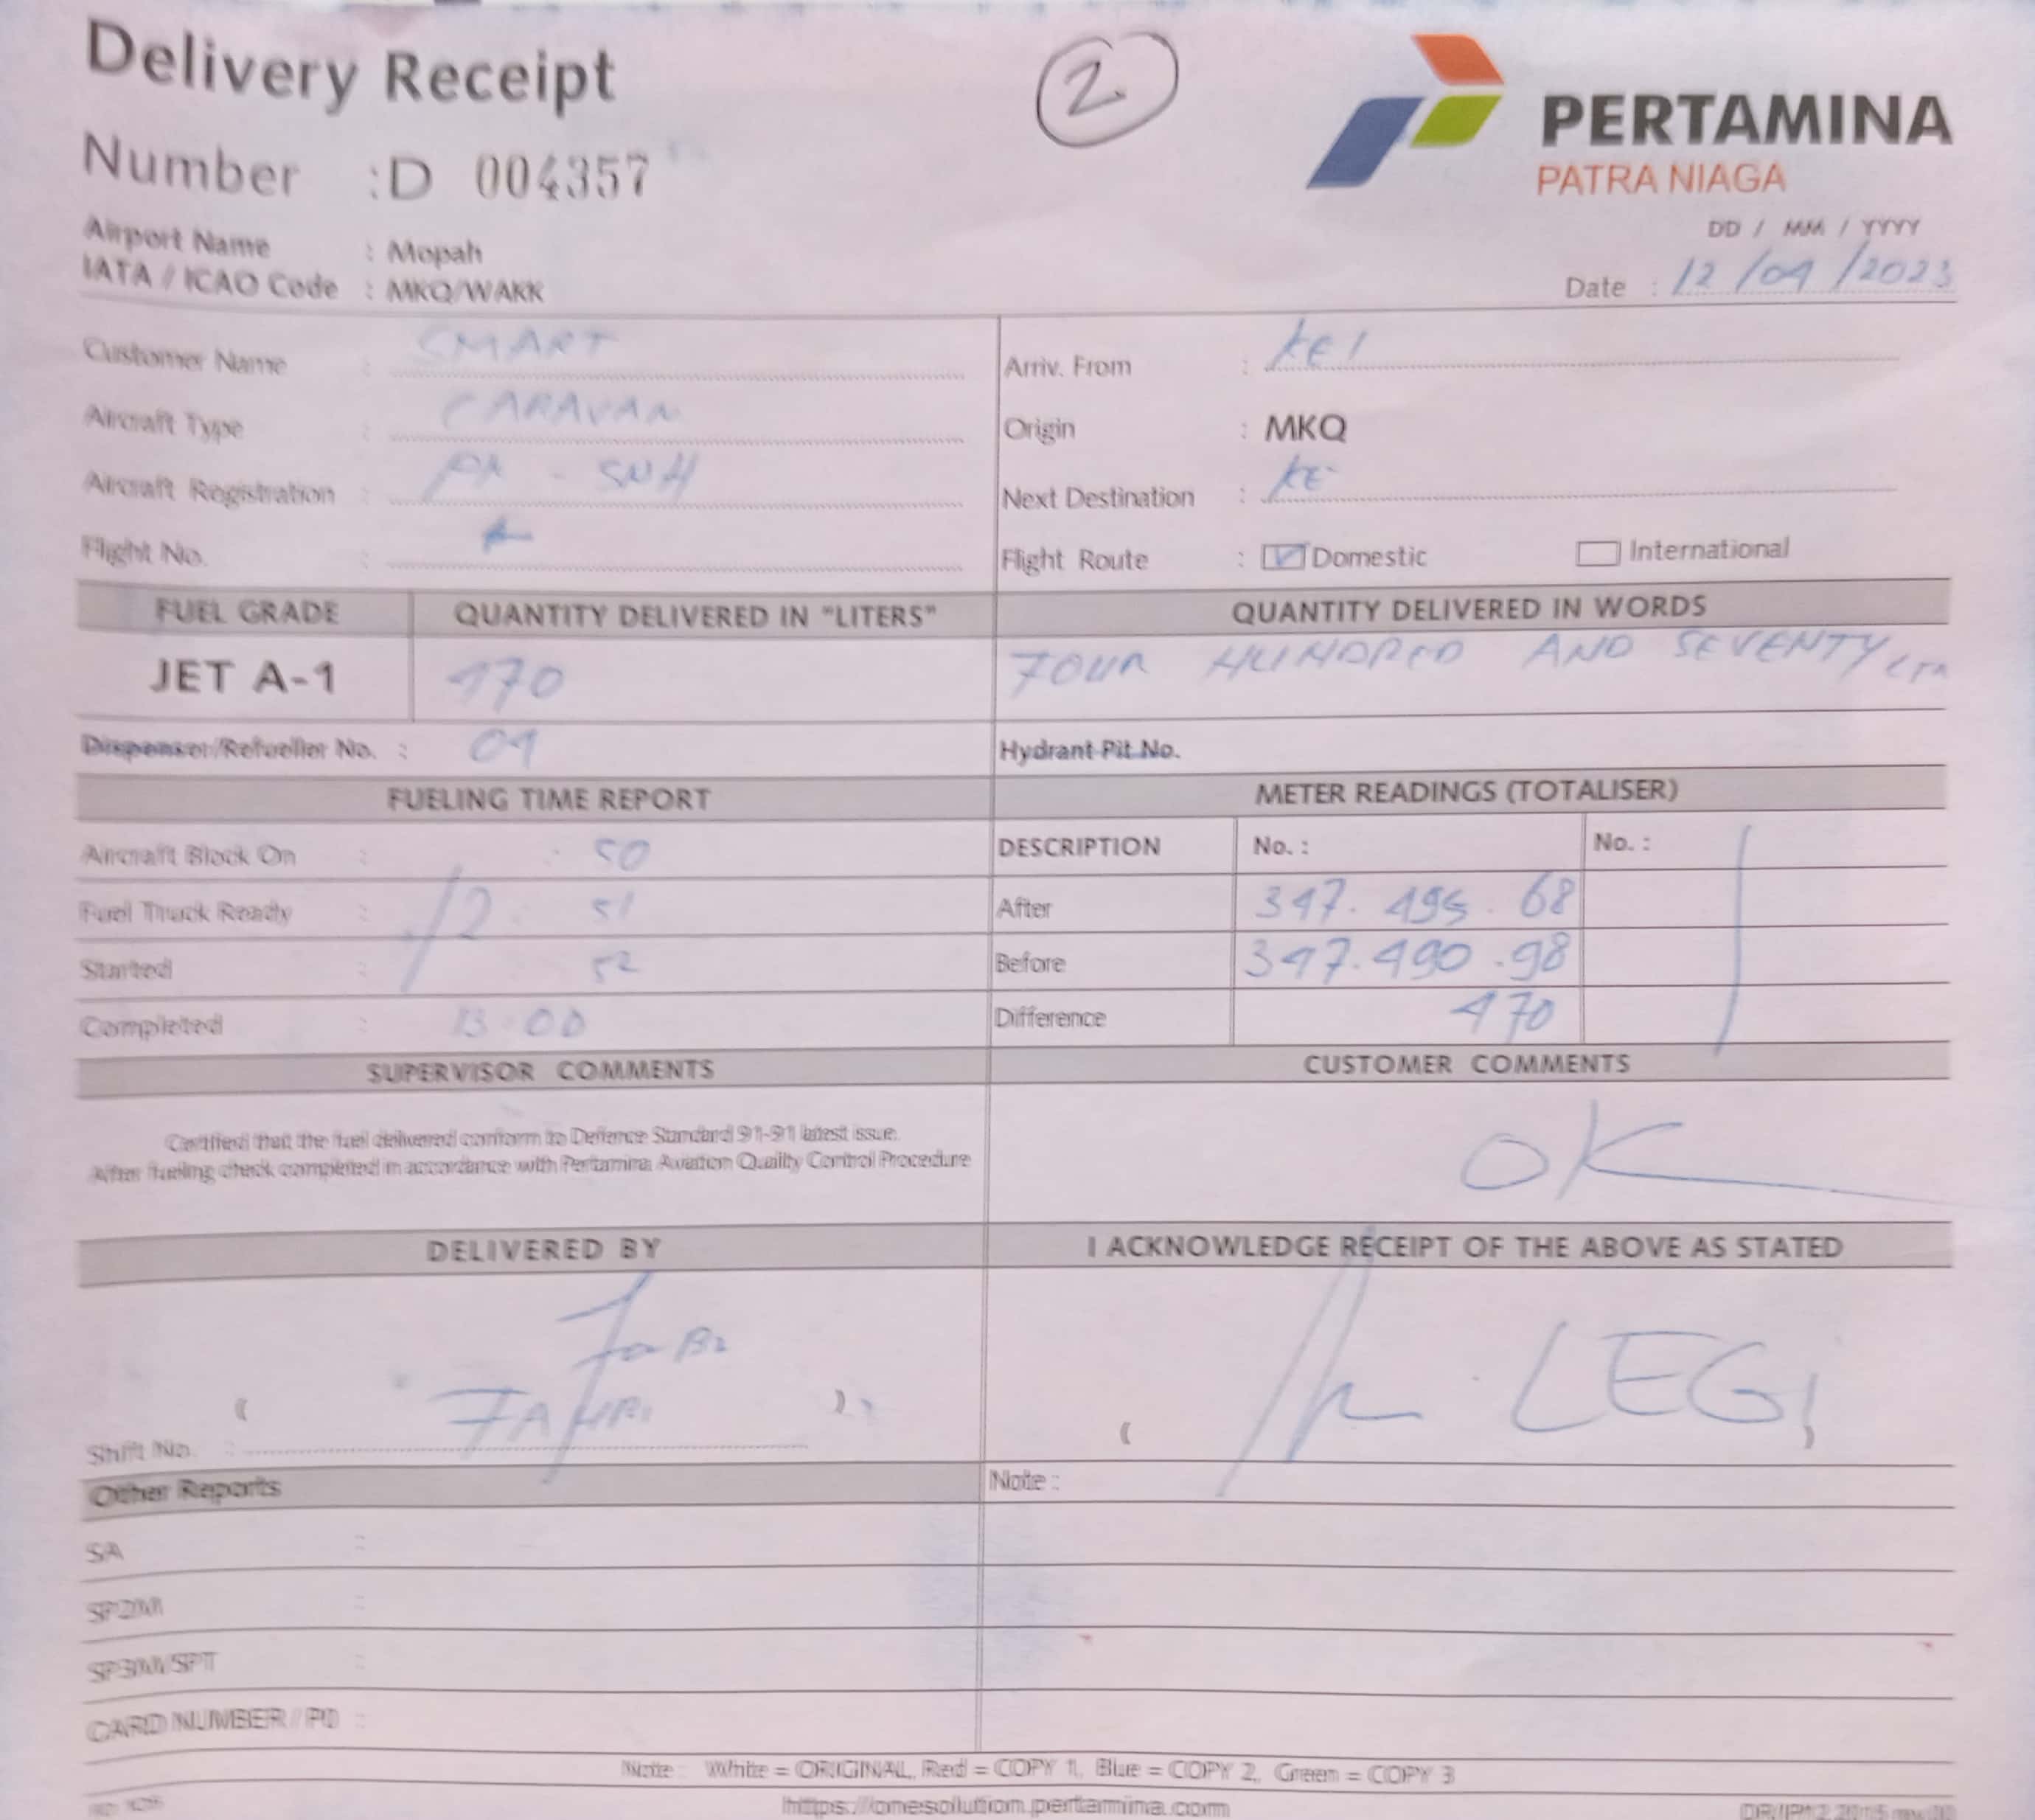 Delivery Receipt
2
PERTAMINA
PATRA NIAGA
Number :D 004357
Airport Name : Mopah
IATA / ICAO Code : MKQ/WAKK
DD / MM / YYYY
Date : 12/09/2023
Customer Name : SMART
Arriv. From : KEI
Aircraft Type : CARAVAN
Origin : MKQ
Aircraft Registration : PK - SNH
Next Destination :
Flight No. :
Flight Route : Domestic International
FUEL GRADE QUANTITY DELIVERED IN "LITERS" QUANTITY DELIVERED IN WORDS
JET A-1 470 FOUR HUNDRED AND SEVENTY LTR
Dispenser/Refueller No. : 09 Hydrant Pit No.
FUELING TIME REPORT METER READINGS (TOTALISER)
Aircraft Block On : 50
DESCRIPTION No. : No. :
Fuel Truck Ready : 12. 51
After 347.495.68
Started : 52
Before 347.490.98
Completed : 13.00
Difference 470
SUPERVISOR COMMENTS CUSTOMER COMMENTS
Certified that the fuel delivered conform to Defence Standard 91-91 latest issue.
After fueling check completed in accordance with Pertamina Aviation Quality Control Procedure
OK
DELIVERED BY I ACKNOWLEDGE RECEIPT OF THE ABOVE AS STATED
( FAHRI )
( LEGI )
Shift No. :
Other Reports Note :
SA :
SP2M :
SP3M/SPT :
CARD NUMBER / PO :
Note : White = ORIGINAL, Red = COPY 1, Blue = COPY 2, Green = COPY 3
https://onesolution.pertamina.com